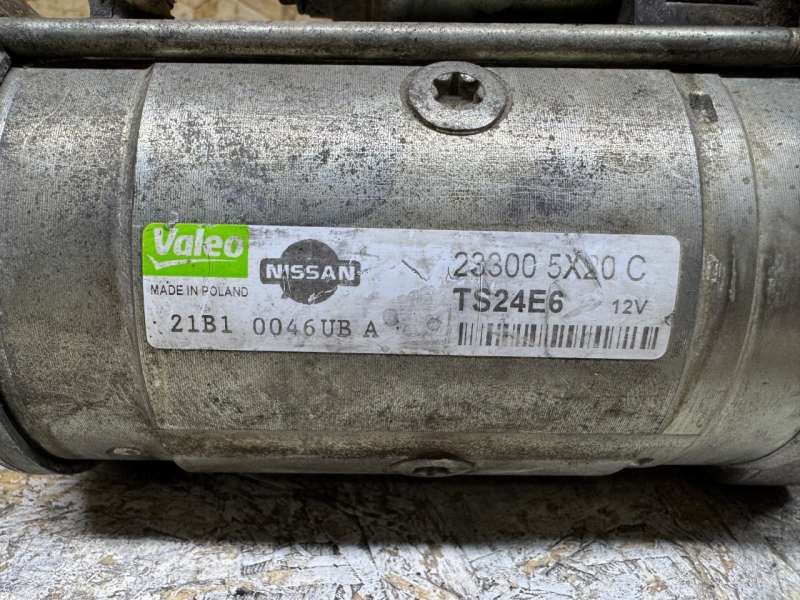 Valeo
NISSAN
23300 5X20 C
MADE IN POLAND
TS24E6 12V
21B1 0046UB A